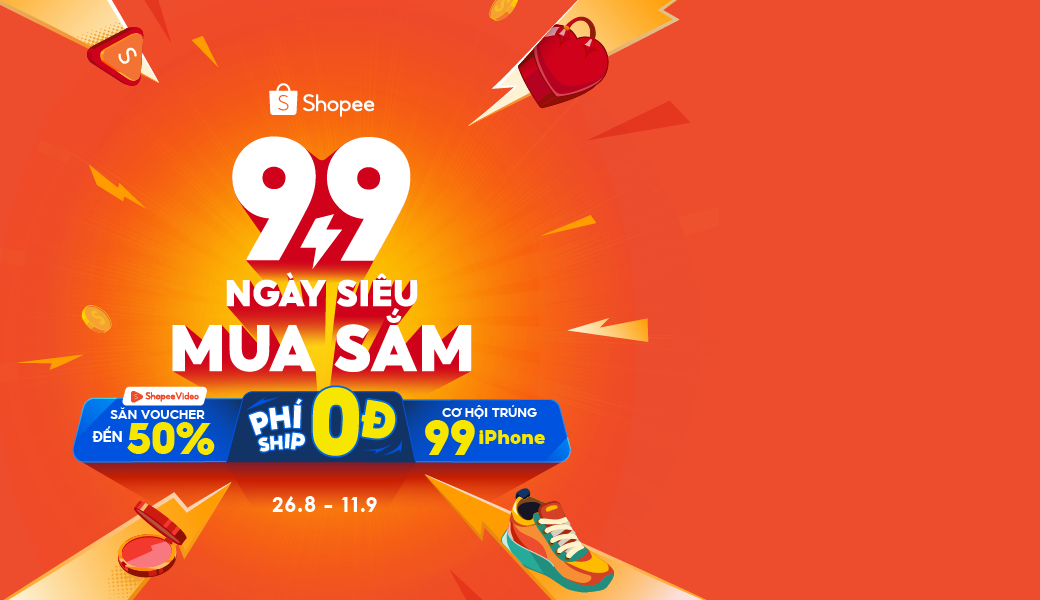 Shopee
9.9
NGÀY SIÊU
MUA SẮM
ShopeeVideo
SĂN VOUCHER
ĐẾN 50%
PHÍ
SHIP
0Đ
CƠ HỘI TRÚNG
99 iPhone
26.8 - 11.9